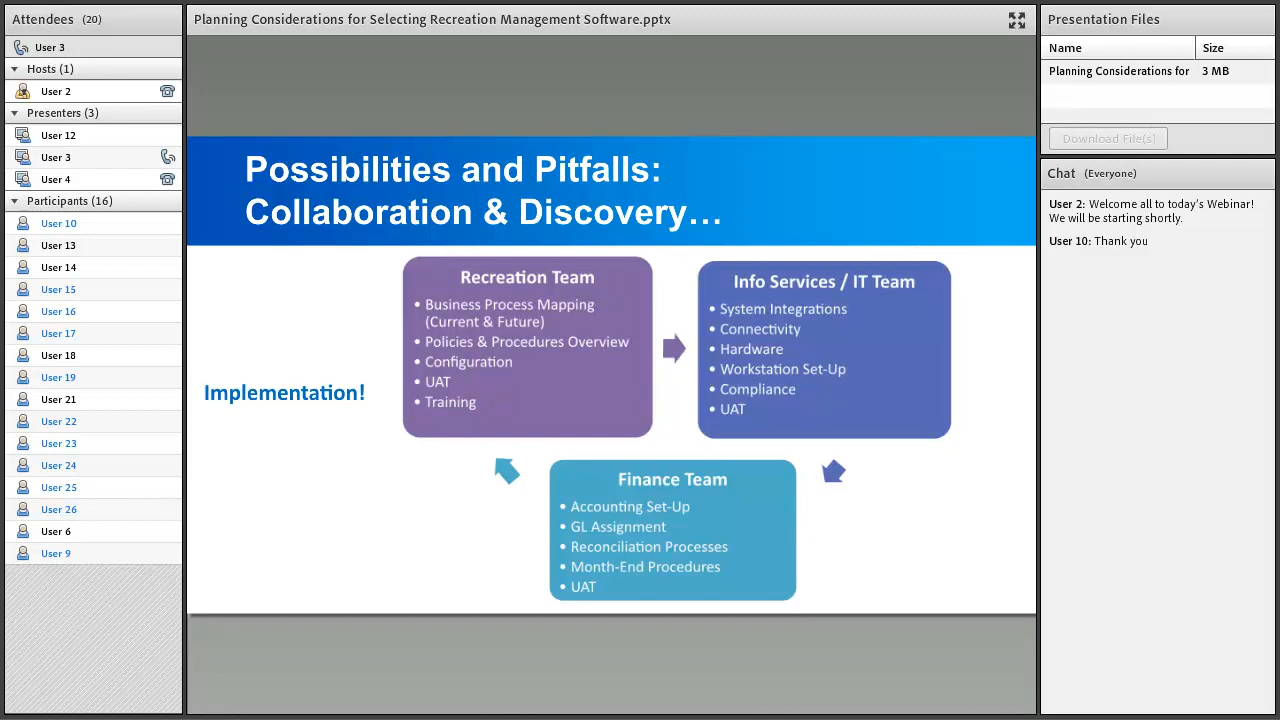 Attendees (20)
User 3
Hosts (1)
User 2
Presenters (3)
User 12
User 3
User 4
Participants (16)
User 10
User 13
User 14
User 15
User 16
User 17
User 18
User 19
User 21
User 22
User 23
User 24
User 25
User 26
User 6
User 9
Planning Considerations for Selecting Recreation Management Software.pptx
Possibilities and Pitfalls:
Collaboration & Discovery…
Implementation!
Recreation Team
• Business Process Mapping
(Current & Future)
• Policies & Procedures Overview
• Configuration
• UAT
• Training
Info Services / IT Team
• System Integrations
• Connectivity
• Hardware
• Workstation Set-Up
• Compliance
• UAT
Finance Team
• Accounting Set-Up
• GL Assignment
• Reconciliation Processes
• Month-End Procedures
• UAT
Presentation Files
Name Size
Planning Considerations for 3 MB
Download File(s)
Chat (Everyone)
User 2: Welcome all to today's Webinar!
We will be starting shortly.
User 10: Thank you